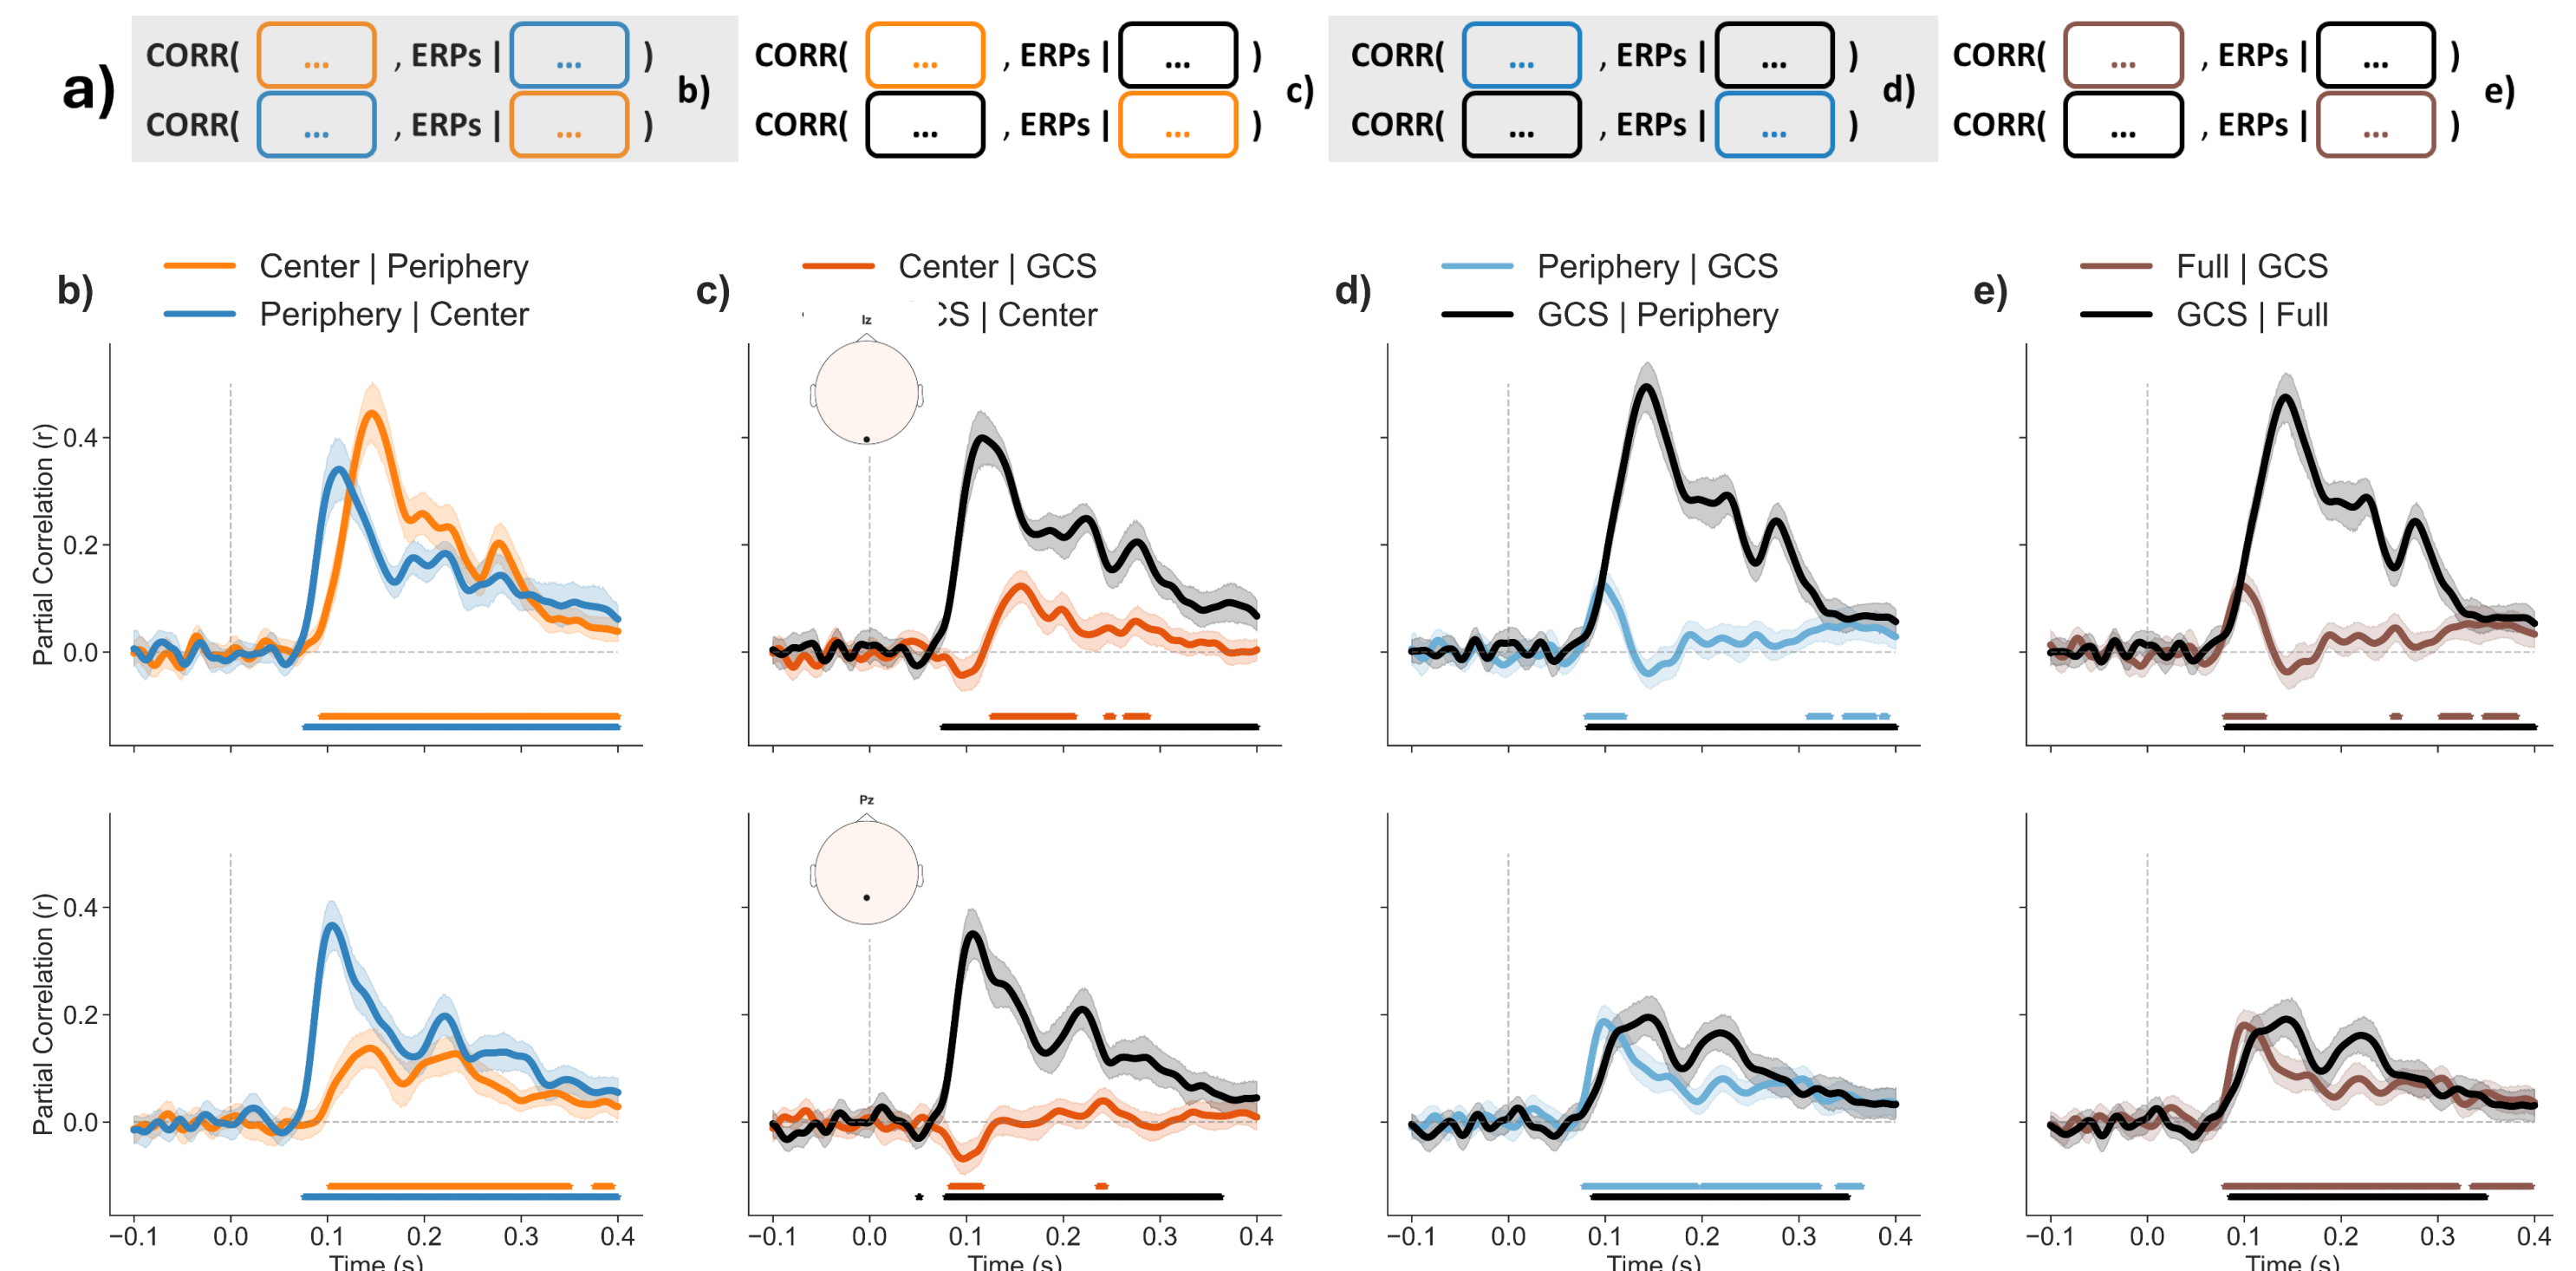 a) CORR( ... , ERPs | ... ) b) CORR( ... , ERPs | ... ) c) CORR( ... , ERPs | ... ) d) CORR( ... , ERPs | ... ) e)
CORR( ... , ERPs | ... ) CORR( ... , ERPs | ... ) CORR( ... , ERPs | ... ) CORR( ... , ERPs | ... )
b) Center | Periphery
Periphery | Center
c) Center | GCS
CS | Center
d) Periphery | GCS
GCS | Periphery
e) Full | GCS
GCS | Full
Iz
Partial Correlation (r)
0.4
0.2
0.0
Pz
Partial Correlation (r)
0.4
0.2
0.0
−0.1 0.0 0.1 0.2 0.3 0.4
Time (s)
−0.1 0.0 0.1 0.2 0.3 0.4
Time (s)
−0.1 0.0 0.1 0.2 0.3 0.4
Time (s)
−0.1 0.0 0.1 0.2 0.3 0.4
Time (s)